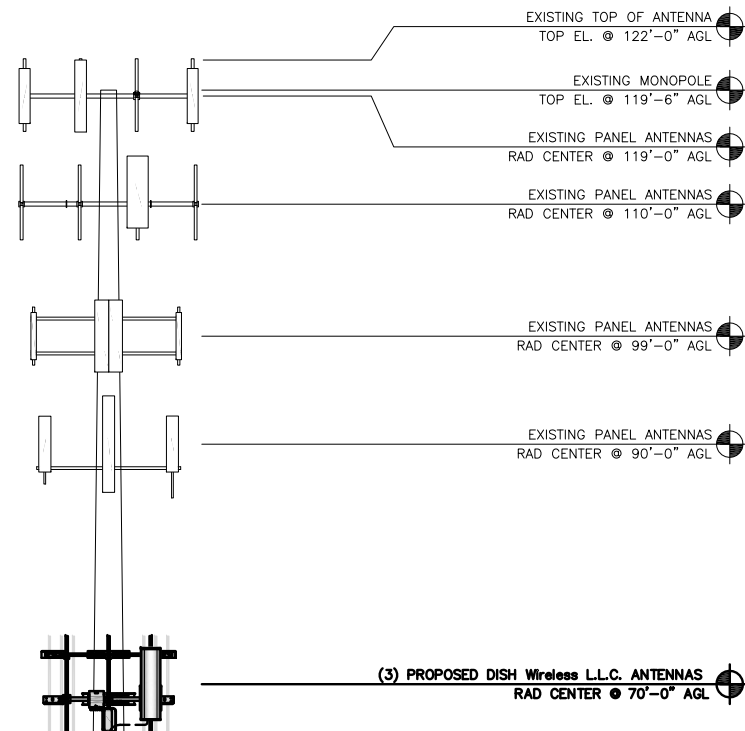 EXISTING TOP OF ANTENNA
TOP EL. @ 122'-0" AGL
EXISTING MONOPOLE
TOP EL. @ 119'-6" AGL
EXISTING PANEL ANTENNAS
RAD CENTER @ 119'-0" AGL
EXISTING PANEL ANTENNAS
RAD CENTER @ 110'-0" AGL
EXISTING PANEL ANTENNAS
RAD CENTER @ 99'-0" AGL
EXISTING PANEL ANTENNAS
RAD CENTER @ 90'-0" AGL
(3) PROPOSED DISH Wireless L.L.C. ANTENNAS
RAD CENTER @ 70'-0" AGL